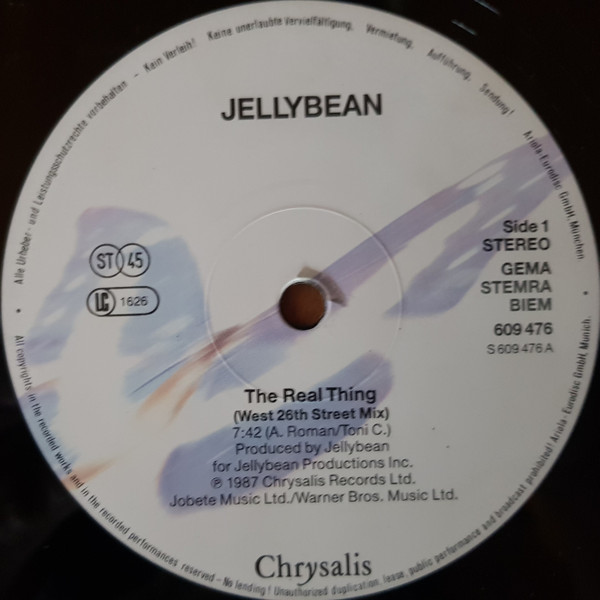 Alle Urheber- und Leistungsschutzrechte vorbehalten - Kein Verleih! Keine unerlaubte Vervielfältigung, Vermietung, Aufführung, Sendung! Ariola-Eurodisc GmbH, München.
JELLYBEAN
Side 1
STEREO
ST 45
GEMA
STEMRA
BIEM
LC 1626
609 476
S 609 476 A
The Real Thing
(West 26th Street Mix)
7:42 (A. Roman/Toni C.)
Produced by Jellybean
for Jellybean Productions Inc.
℗ 1987 Chrysalis Records Ltd.
Jobete Music Ltd./Warner Bros. Music Ltd.
Chrysalis
All copyrights in the recorded works and in the recorded performances reserved - No lending! Unauthorized duplication, lease, public performance and broadcast prohibited! Ariola-Eurodisc GmbH, Munich.